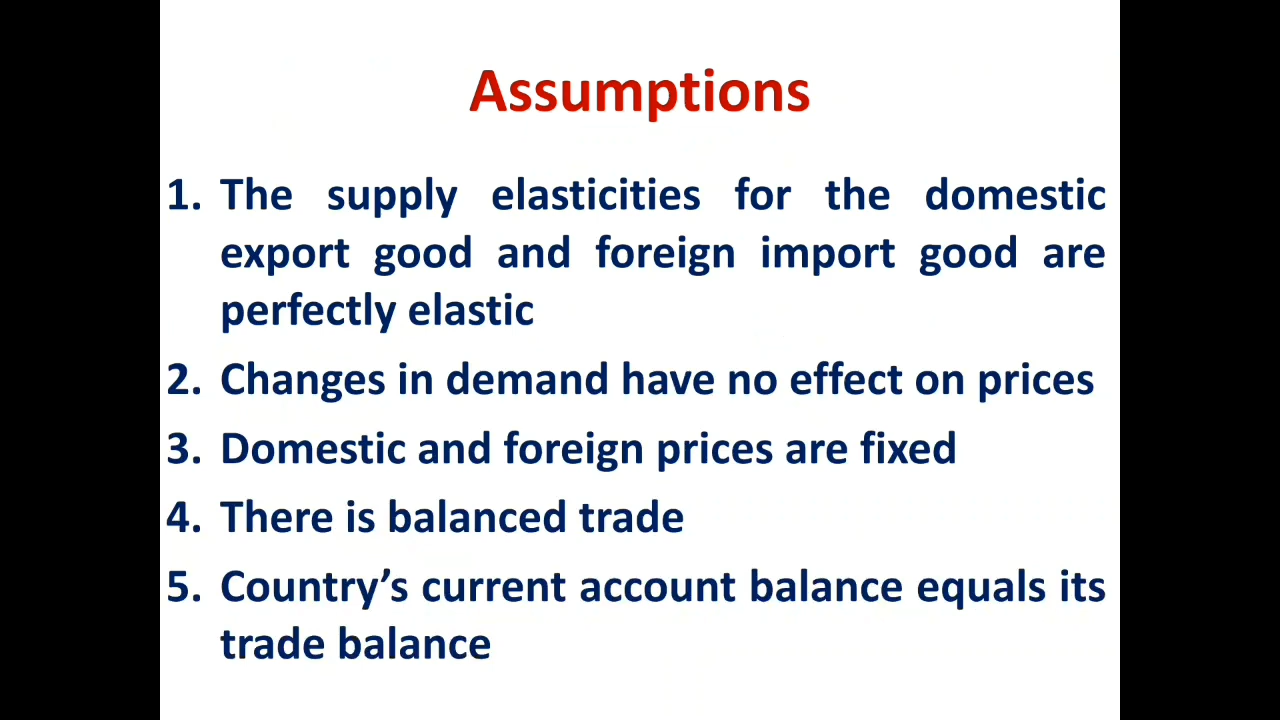 Assumptions
1. The supply elasticities for the domestic
export good and foreign import good are
perfectly elastic
2. Changes in demand have no effect on prices
3. Domestic and foreign prices are fixed
4. There is balanced trade
5. Country’s current account balance equals its
trade balance